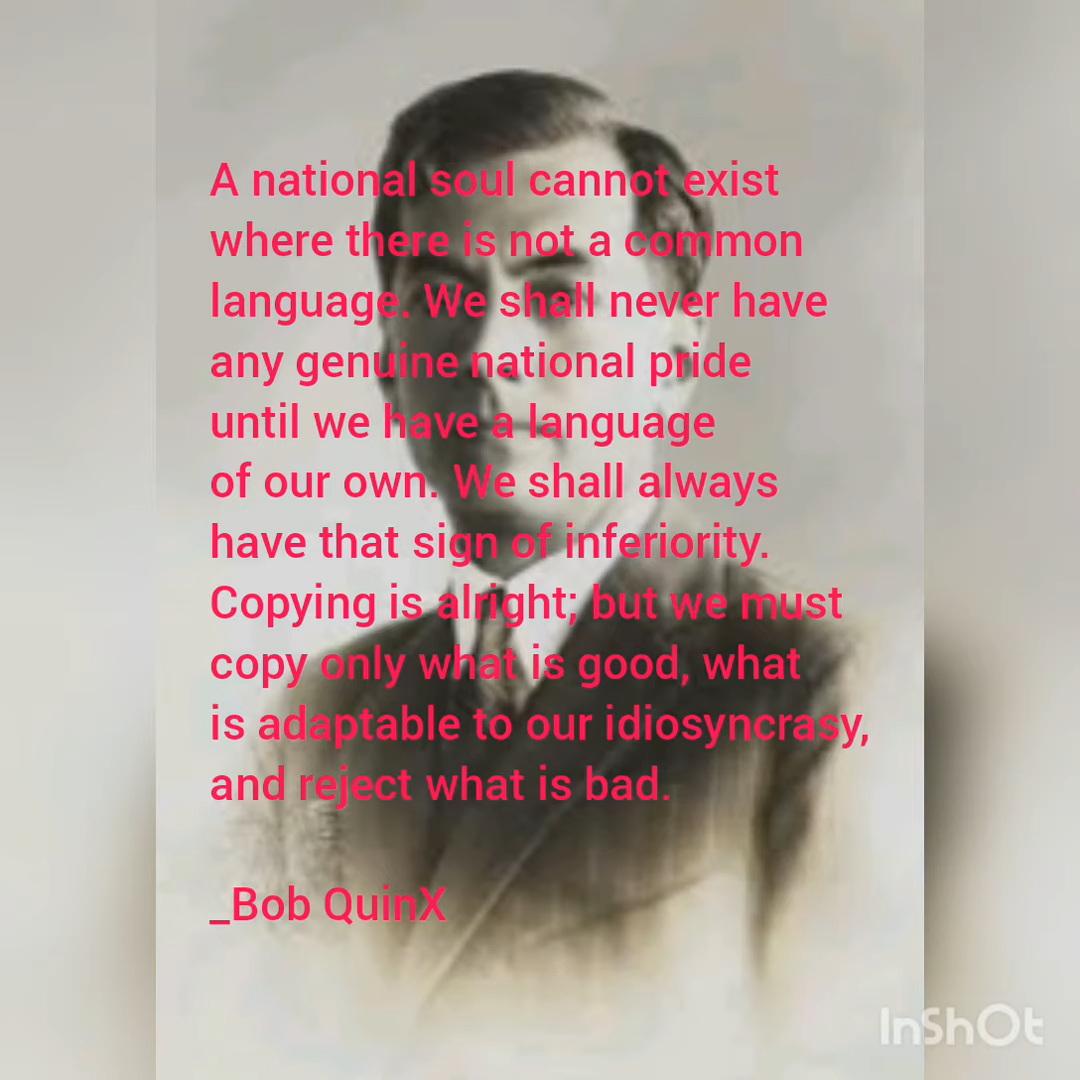 A national soul cannot exist
where there is not a common
language. We shall never have
any genuine national pride
until we have a language
of our own. We shall always
have that sign of inferiority.
Copying is alright; but we must
copy only what is good, what
is adaptable to our idiosyncrasy,
and reject what is bad.
_Bob QuinX
InShOt